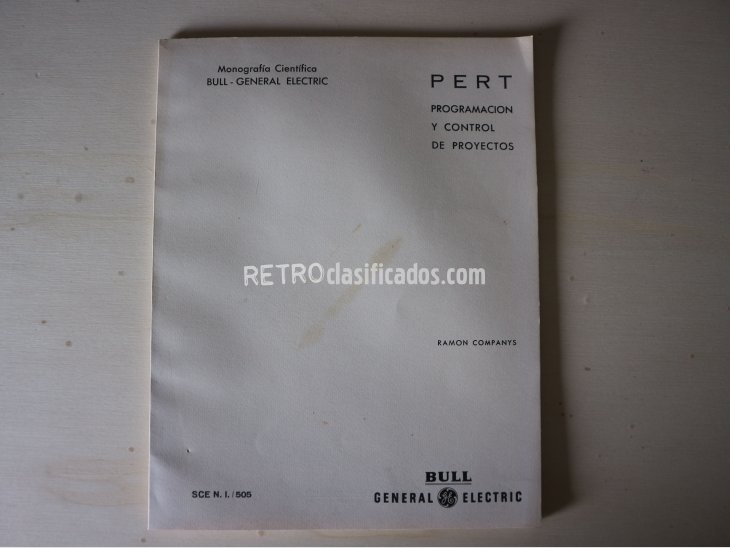 Monografía Científica
BULL - GENERAL ELECTRIC
PERT
PROGRAMACION
Y CONTROL
DE PROYECTOS
RETROclasificados.com
RAMON COMPANYS
SCE N. I. / 505
BULL
GENERAL GE ELECTRIC